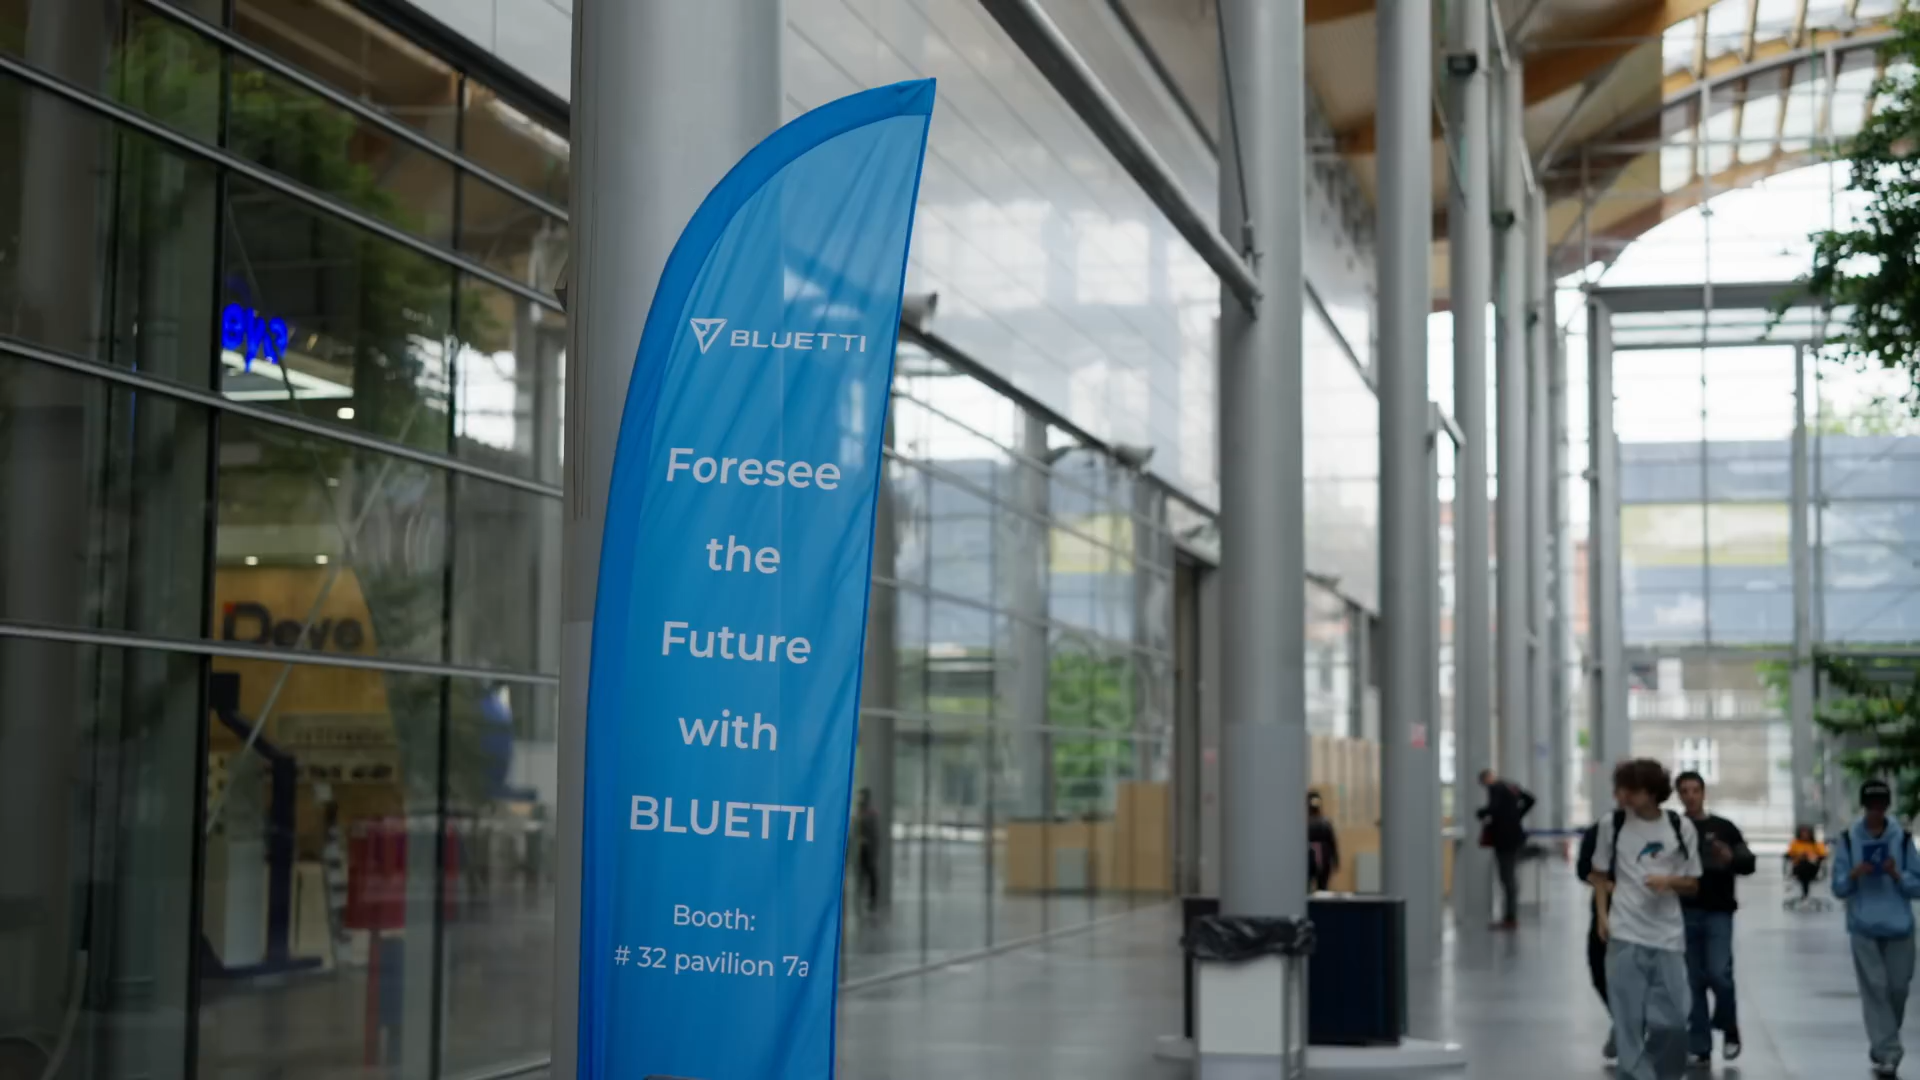 BLUETTI
Foresee
the
Future
with
BLUETTI
Booth:
# 32 pavilion 7a